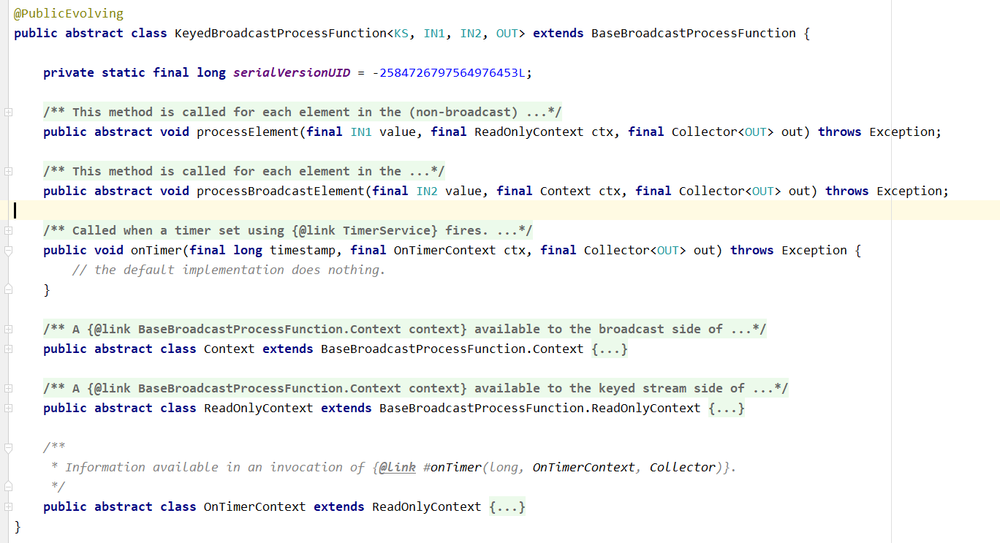 @PublicEvolving
public abstract class KeyedBroadcastProcessFunction<KS, IN1, IN2, OUT> extends BaseBroadcastProcessFunction {
private static final long serialVersionUID = -2584726797564976453L;
/** This method is called for each element in the (non-broadcast) ...*/
public abstract void processElement(final IN1 value, final ReadOnlyContext ctx, final Collector<OUT> out) throws Exception;
/** This method is called for each element in the ...*/
public abstract void processBroadcastElement(final IN2 value, final Context ctx, final Collector<OUT> out) throws Exception;
/** Called when a timer set using {@link TimerService} fires. ...*/
public void onTimer(final long timestamp, final OnTimerContext ctx, final Collector<OUT> out) throws Exception {
// the default implementation does nothing.
}
/** A {@link BaseBroadcastProcessFunction.Context context} available to the broadcast side of ...*/
public abstract class Context extends BaseBroadcastProcessFunction.Context {...}
/** A {@link BaseBroadcastProcessFunction.Context context} available to the keyed stream side of ...*/
public abstract class ReadOnlyContext extends BaseBroadcastProcessFunction.ReadOnlyContext {...}
/**
* Information available in an invocation of {@link #onTimer(long, OnTimerContext, Collector)}.
*/
public abstract class OnTimerContext extends ReadOnlyContext {...}
}